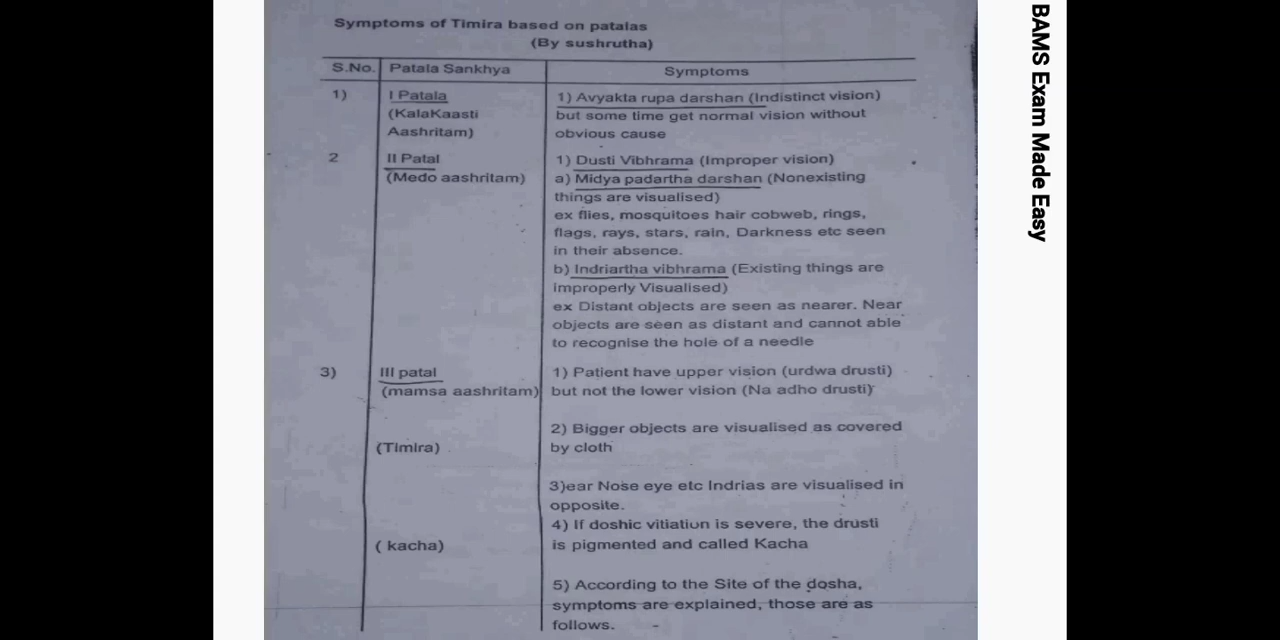 Symptoms of Timira based on patalas
(By sushrutha)
S.No. Patala Sankhya Symptoms
1) I Patala 1) Avyakta rupa darshan (Indistinct vision)
(KalaKaasti but some time get normal vision without
Aashritam) obvious cause
2 II Patal 1) Dusti Vibhrama (Improper vision)
(Medo aashritam) a) Midya padartha darshan (Nonexisting
things are visualised)
ex flies, mosquitoes hair cobweb, rings,
flags, rays, stars, rain, Darkness etc seen
in their absence.
b) Indriartha vibhrama (Existing things are
improperly Visualised)
ex Distant objects are seen as nearer. Near
objects are seen as distant and cannot able
to recognise the hole of a needle
3) III patal 1) Patient have upper vision (urdwa drusti)
(mamsa aashritam) but not the lower vision (Na adho drusti)
2) Bigger objects are visualised as covered
(Timira) by cloth
3)ear Nose eye etc Indrias are visualised in
opposite.
4) If doshic vitiation is severe, the drusti
( kacha) is pigmented and called Kacha
5) According to the Site of the dosha,
symptoms are explained, those are as
follows. -
BAMS Exam Made Easy